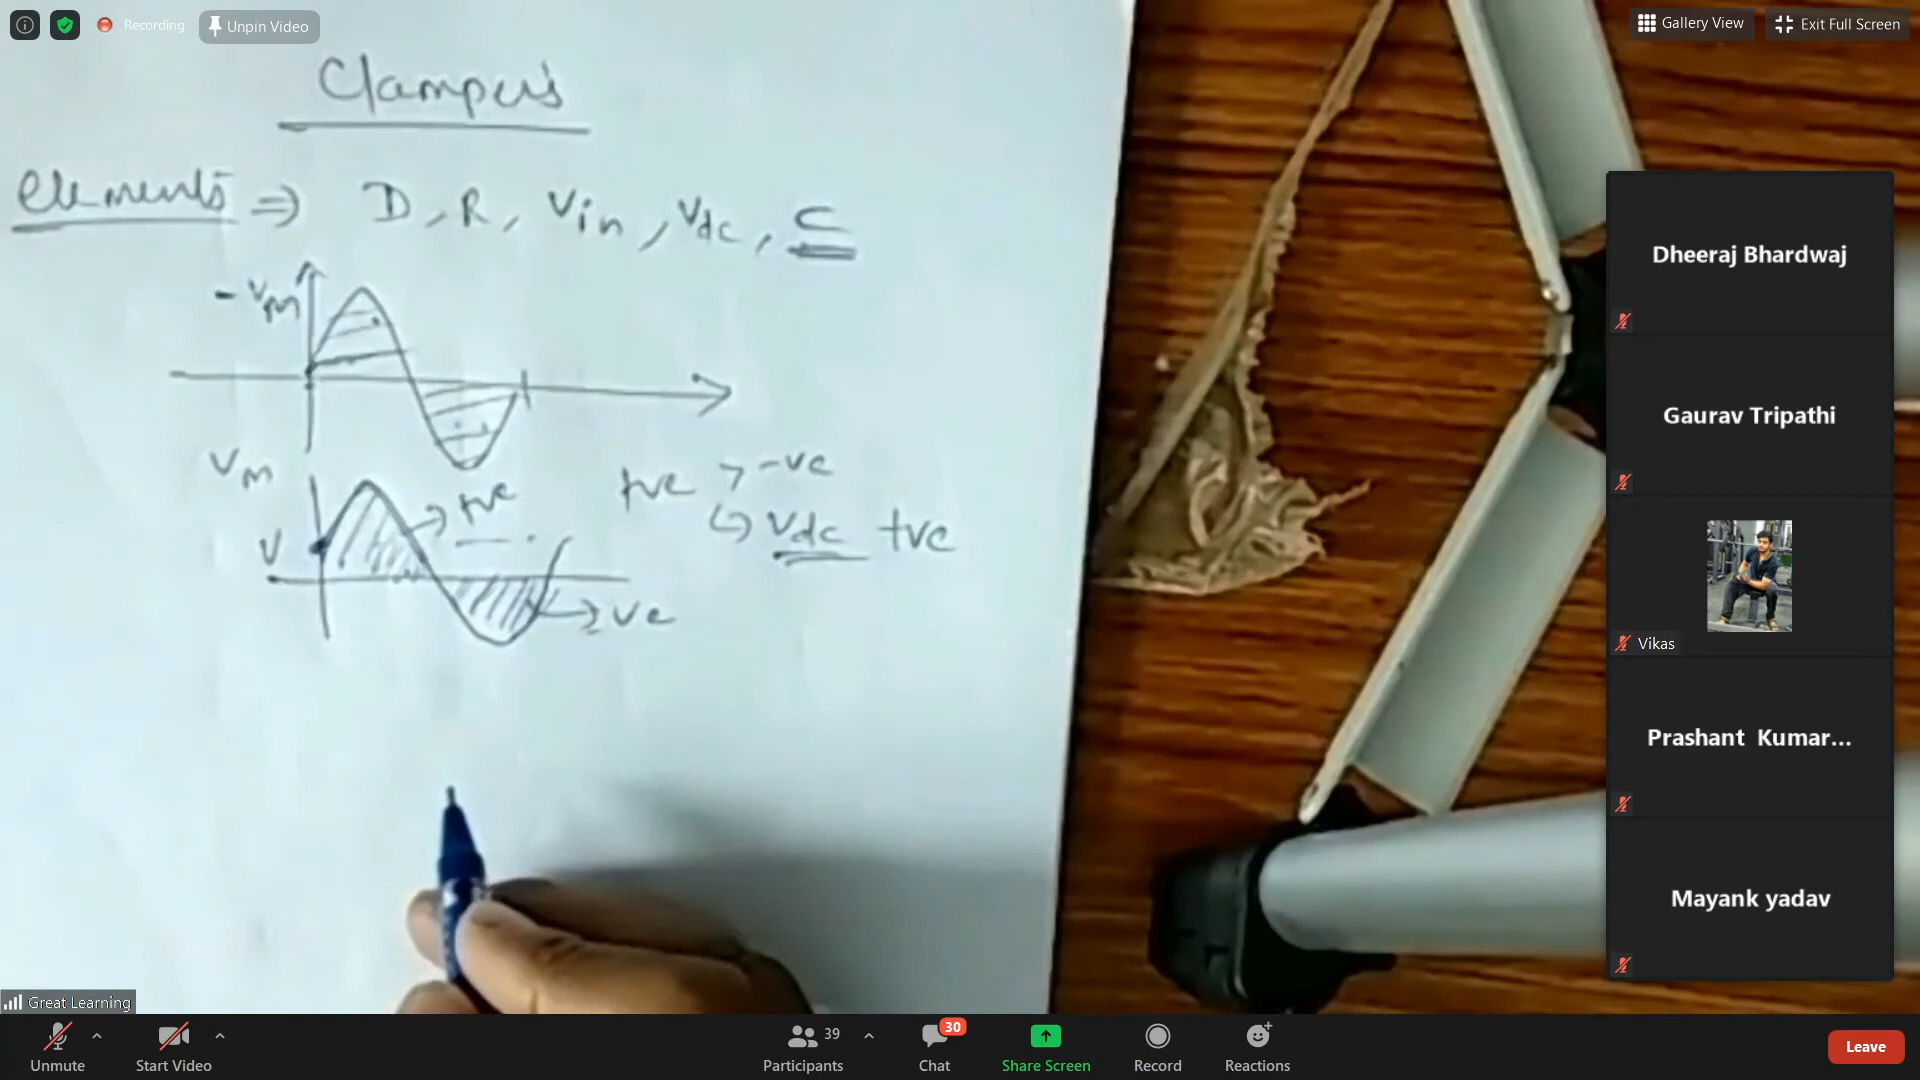 Recording
Unpin Video
Gallery View
Exit Full Screen
Clampers
Elements ⇒ D, R, Vin, Vdc, C
-Vm
Vm
V
+ve
-ve
+ve > -ve
↳ Vdc +ve
Dheeraj Bhardwaj
Gaurav Tripathi
Vikas
Prashant Kumar...
Mayank yadav
Great Learning
Unmute
Start Video
39
Participants
30
Chat
Share Screen
Record
Reactions
Leave